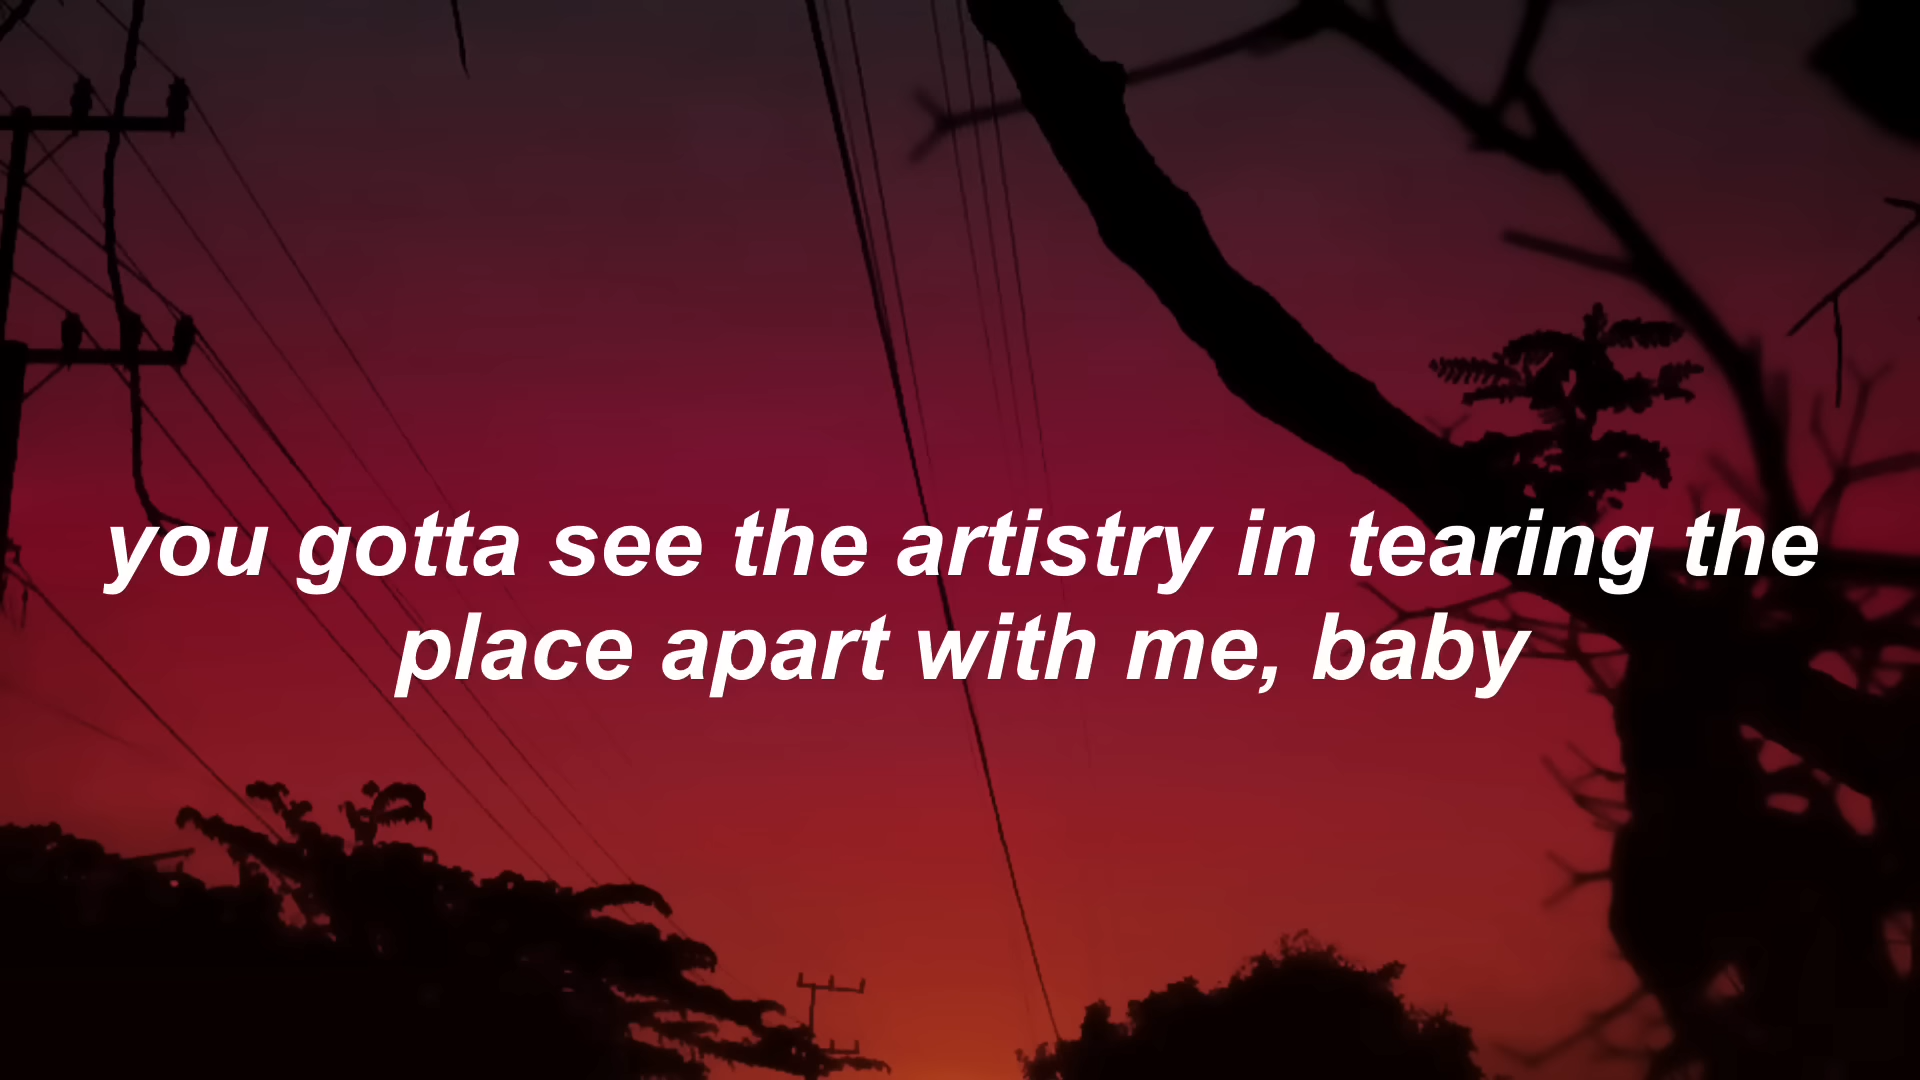 you gotta see the artistry in tearing the
place apart with me, baby